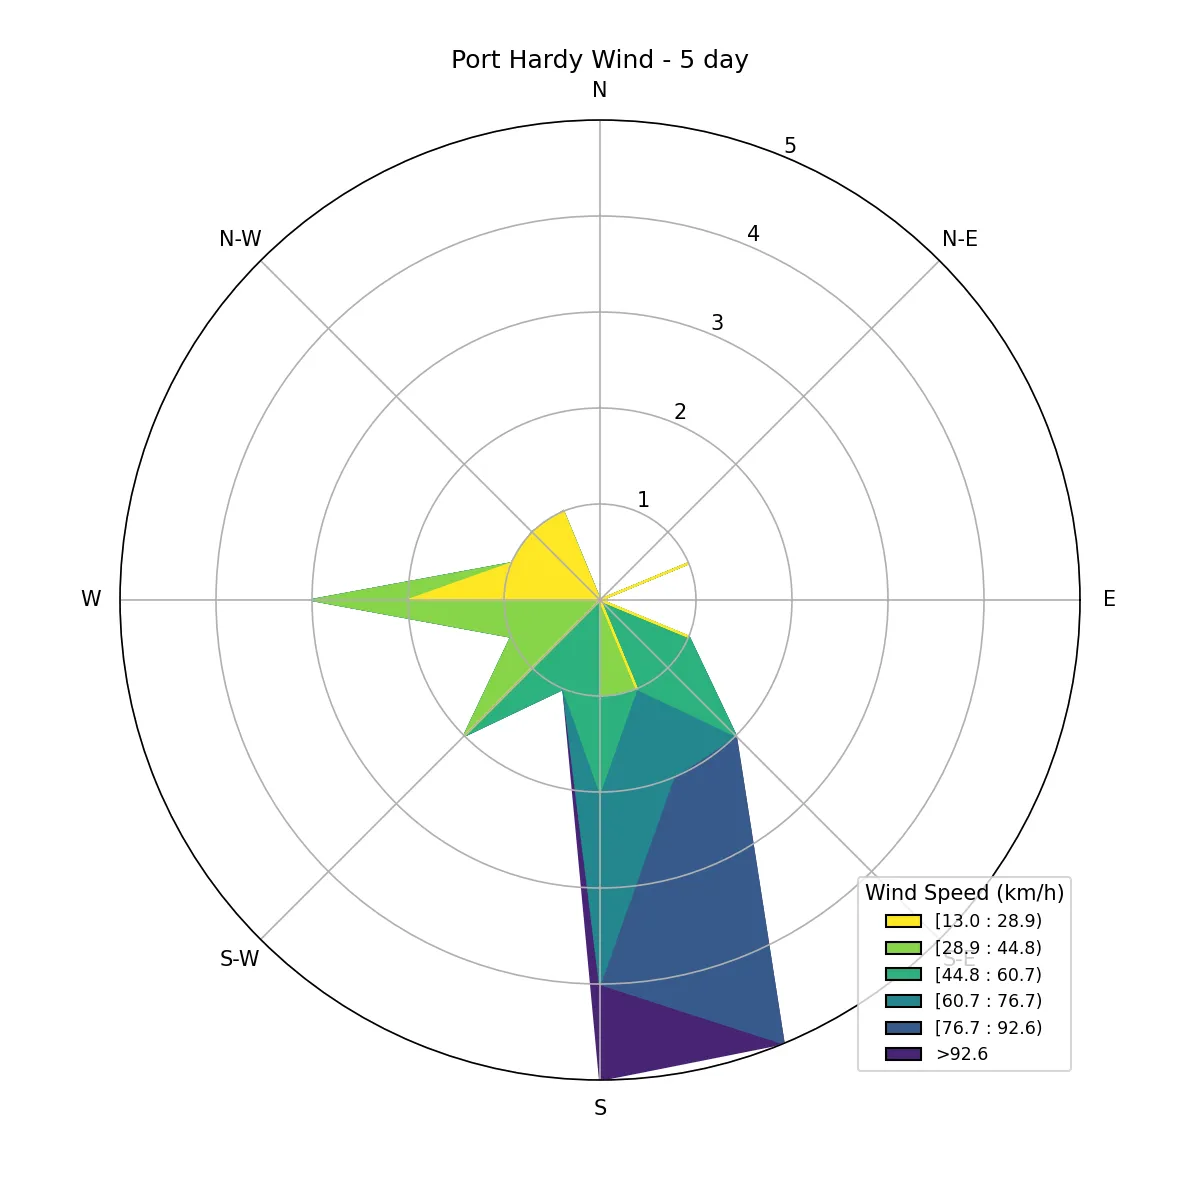 Port Hardy Wind - 5 day
N
5
N-W
N-E
4
3
2
1
W
E
S-W
S-E
S
Wind Speed (km/h)
[13.0 : 28.9)
[28.9 : 44.8)
[44.8 : 60.7)
[60.7 : 76.7)
[76.7 : 92.6)
>92.6